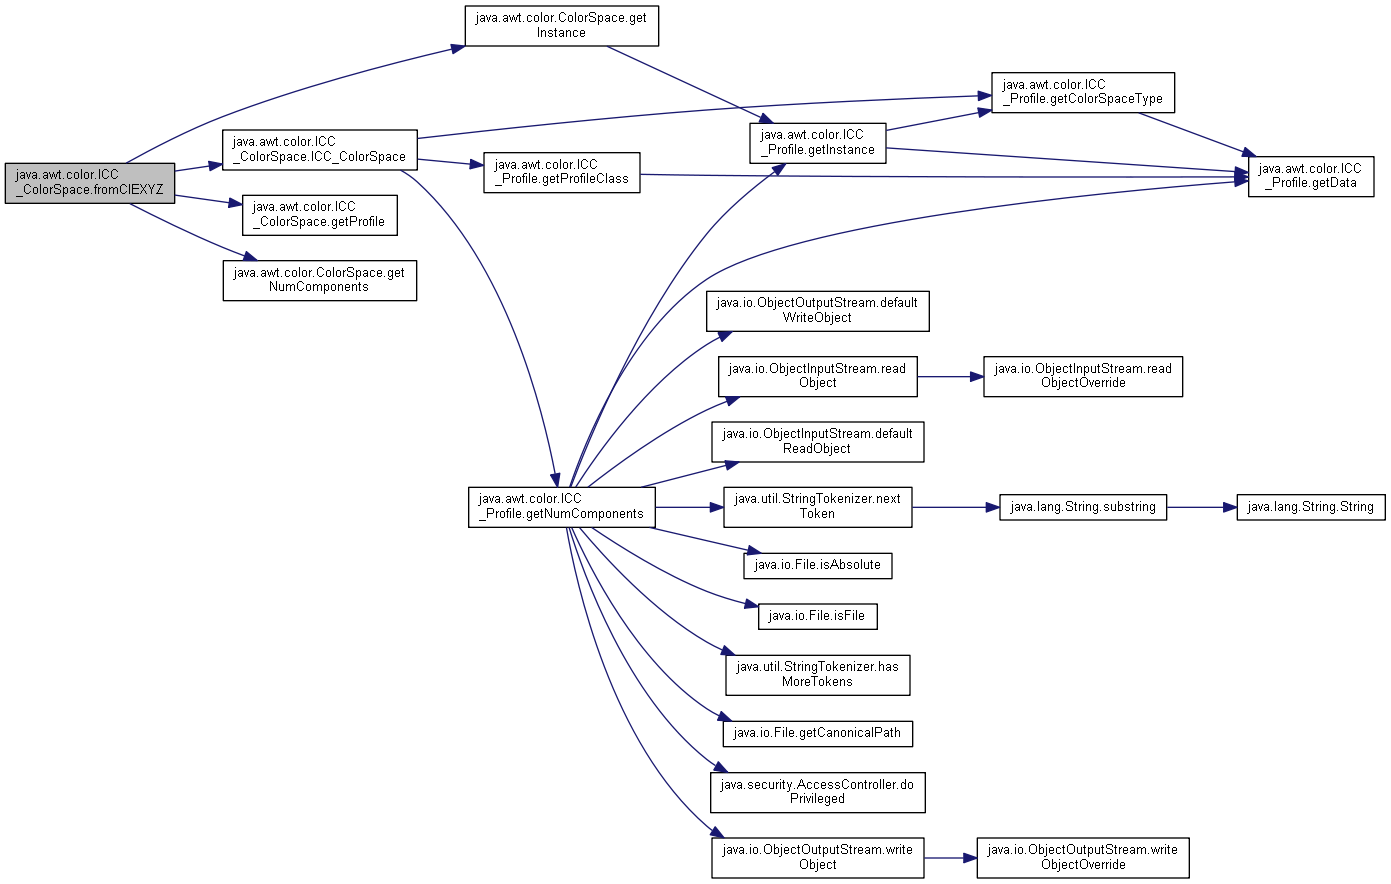 java.awt.color.ColorSpace.get
Instance
java.awt.color.ICC
_Profile.getColorSpaceType
java.awt.color.ICC
_ColorSpace.ICC_ColorSpace
java.awt.color.ICC
_Profile.getInstance
java.awt.color.ICC
_Profile.getProfileClass
java.awt.color.ICC
_Profile.getData
java.awt.color.ICC
_ColorSpace.fromCIEXYZ
java.awt.color.ICC
_ColorSpace.getProfile
java.awt.color.ColorSpace.get
NumComponents
java.io.ObjectOutputStream.default
WriteObject
java.io.ObjectInputStream.read
Object
java.io.ObjectInputStream.read
ObjectOverride
java.io.ObjectInputStream.default
ReadObject
java.awt.color.ICC
_Profile.getNumComponents
java.util.StringTokenizer.next
Token
java.lang.String.substring
java.lang.String.String
java.io.File.isAbsolute
java.io.File.isFile
java.util.StringTokenizer.has
MoreTokens
java.io.File.getCanonicalPath
java.security.AccessController.do
Privileged
java.io.ObjectOutputStream.write
Object
java.io.ObjectOutputStream.write
ObjectOverride